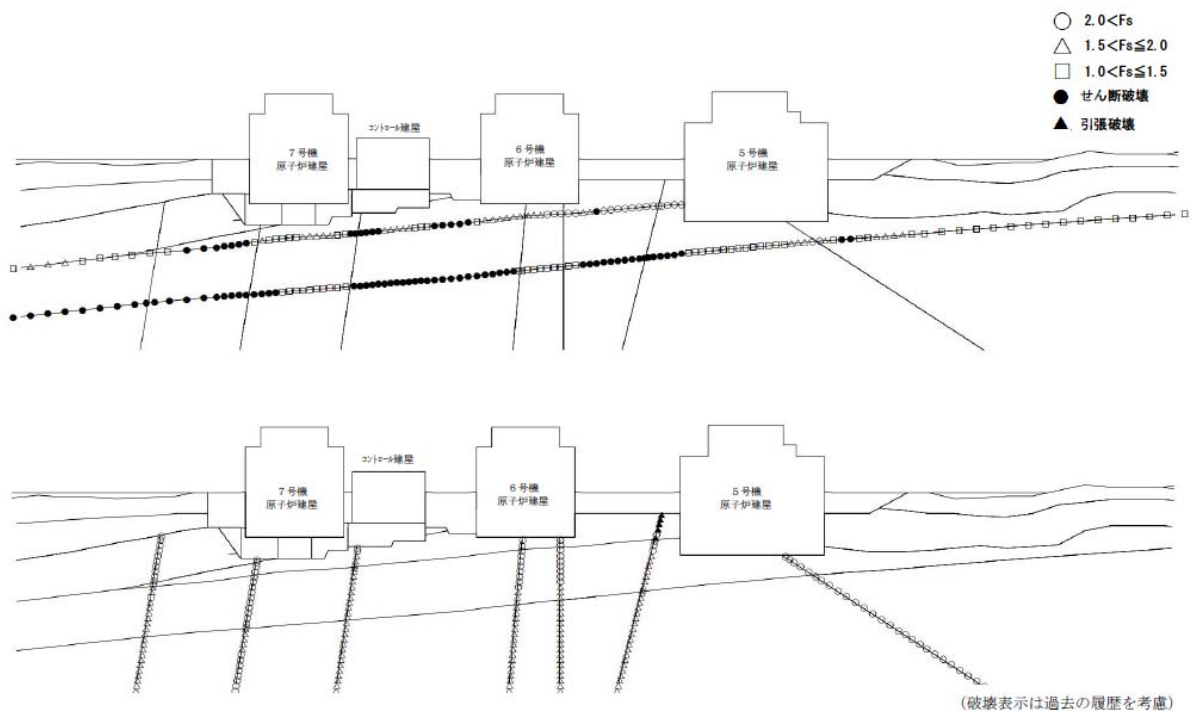 2.0<Fs
1.5<Fs≦2.0
1.0<Fs≦1.5
せん断破壊
引張破壊
7号機
原子炉建屋
コントロール建屋
6号機
原子炉建屋
5号機
原子炉建屋
7号機
原子炉建屋
コントロール建屋
6号機
原子炉建屋
5号機
原子炉建屋
(破壊表示は過去の履歴を考慮)